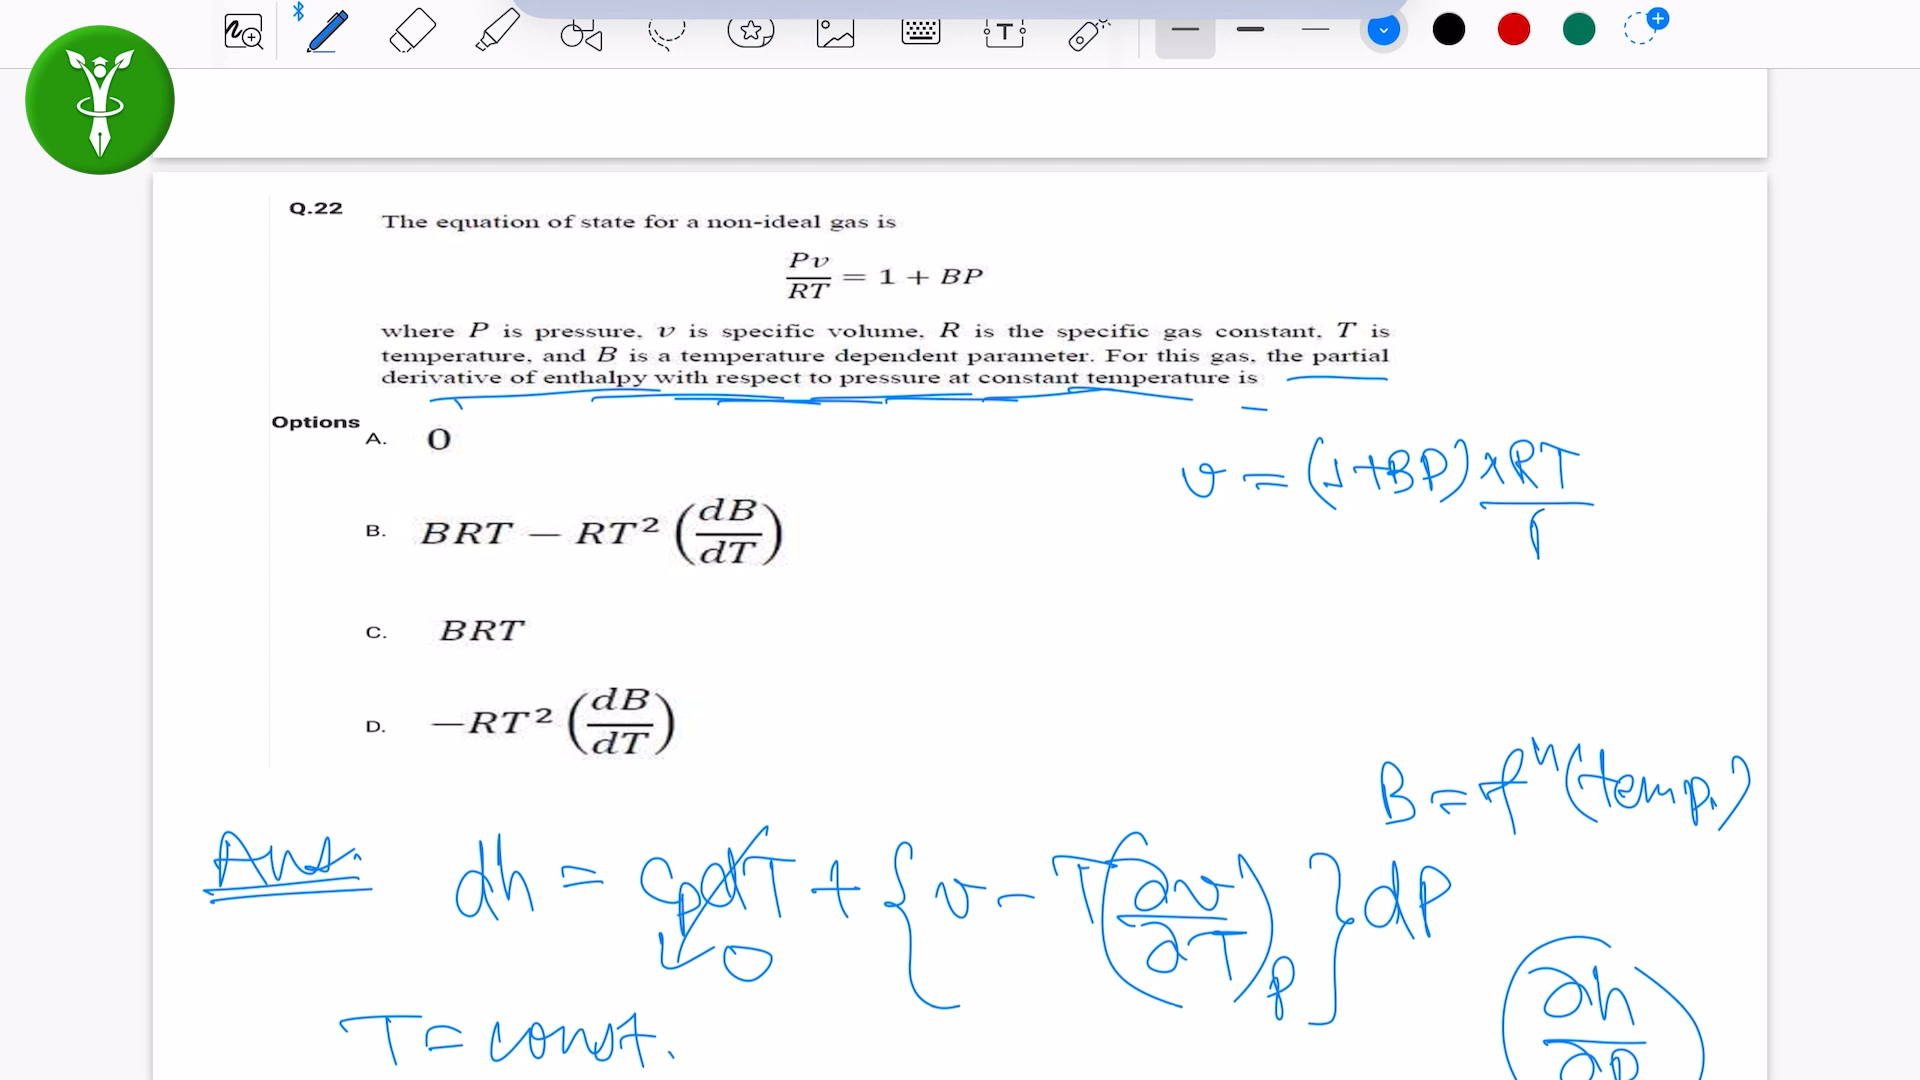 Q.22
The equation of state for a non-ideal gas is
Pv/RT = 1 + BP
where P is pressure, v is specific volume, R is the specific gas constant, T is
temperature, and B is a temperature dependent parameter. For this gas, the partial
derivative of enthalpy with respect to pressure at constant temperature is
Options
A. 0
v = (1+BP) x RT/P
B. BRT − RT² (dB/dT)
C. BRT
D. −RT² (dB/dT)
B = fⁿ(temp.)
Ans.
dh = CpdT + {v − T(∂v/∂T)p}dP
0
T = const.
(∂h/∂P)